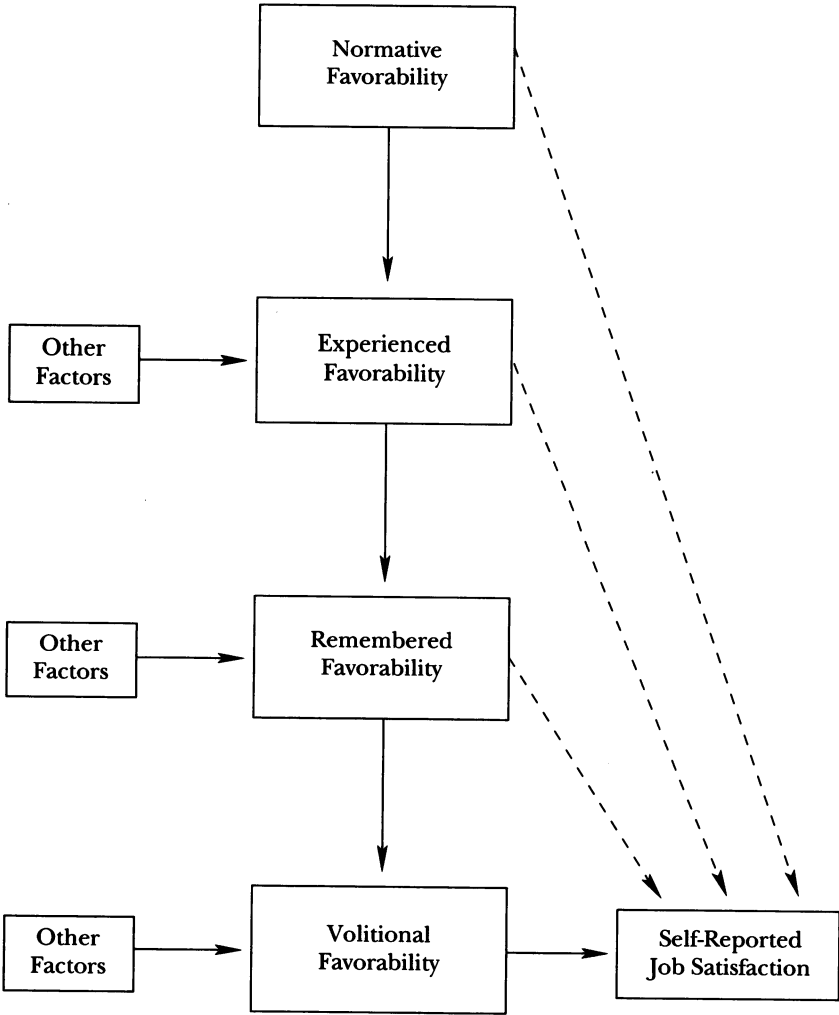 Normative
Favorability
Other
Factors
Experienced
Favorability
Other
Factors
Remembered
Favorability
Other
Factors
Volitional
Favorability
Self-Reported
Job Satisfaction